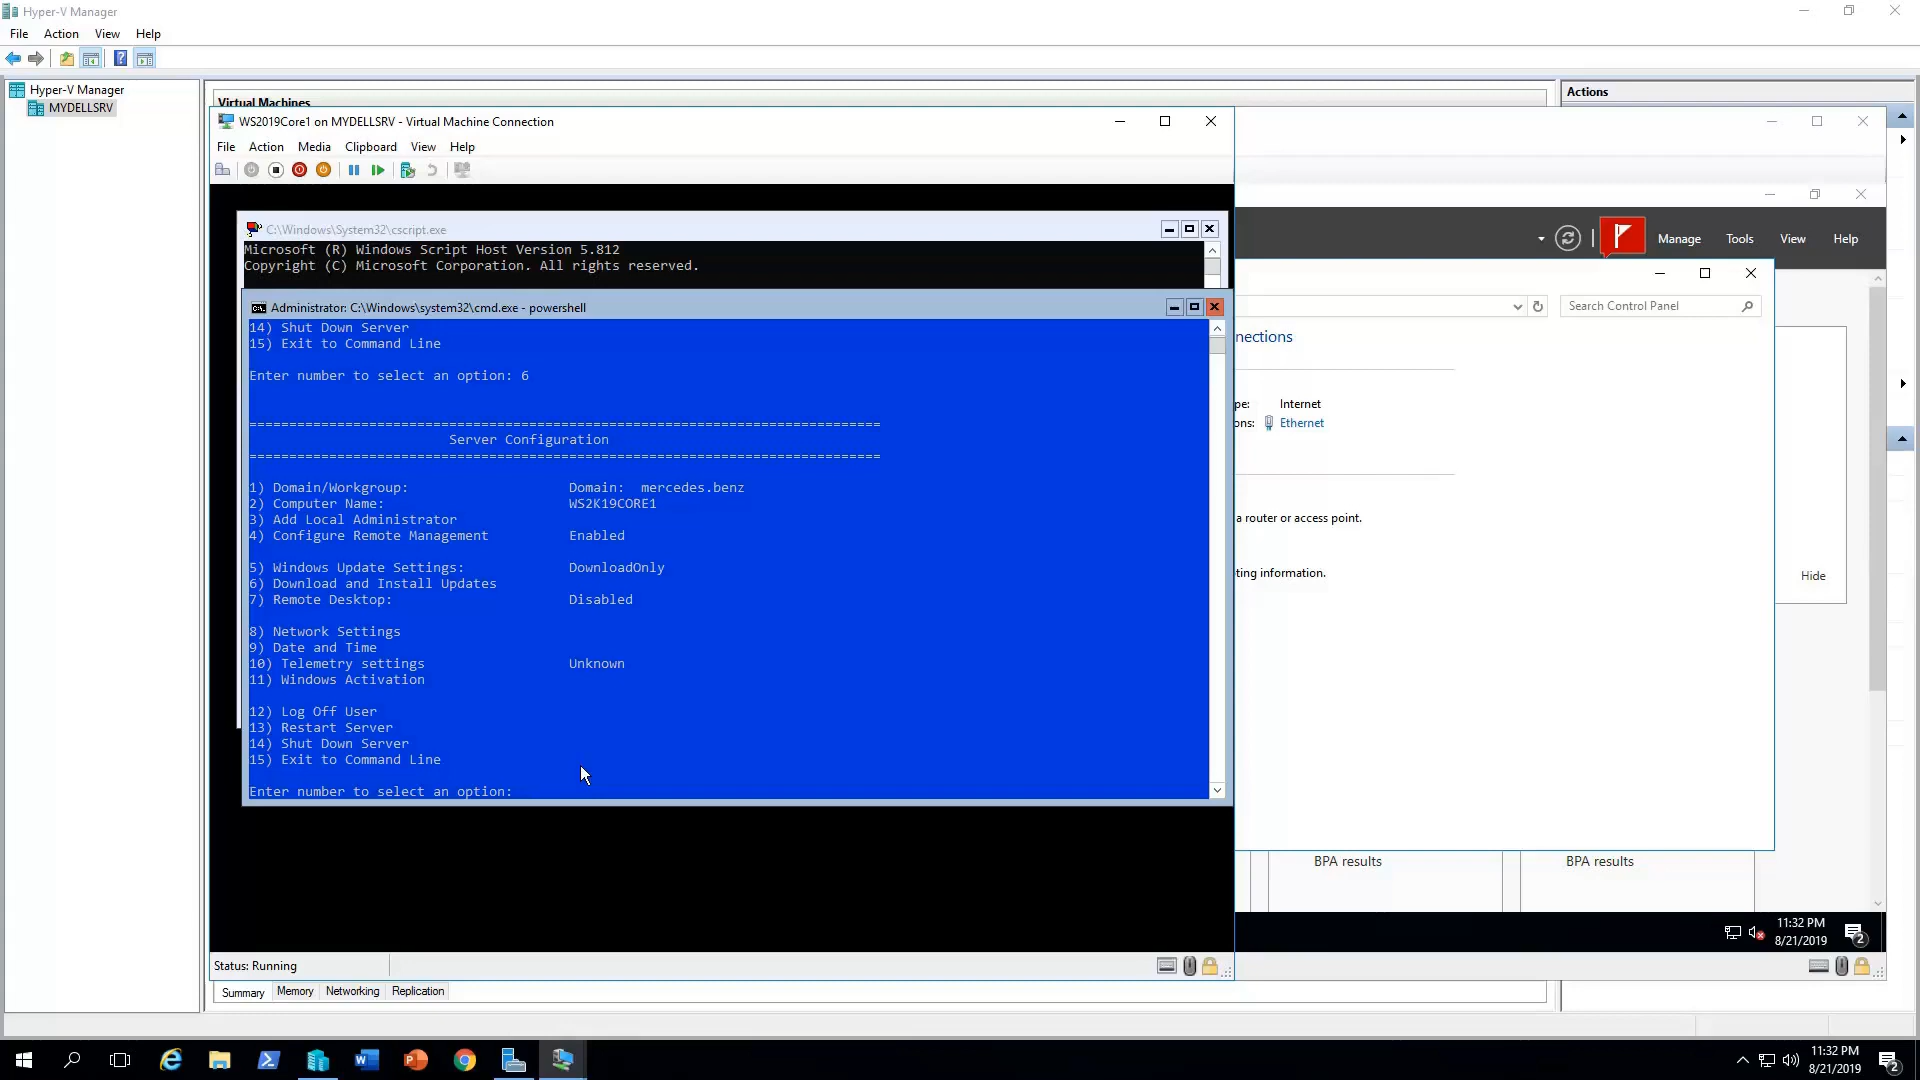 Hyper-V Manager
File Action View Help
Hyper-V Manager
MYDELLSRV
Virtual Machines
Actions
WS2019Core1 on MYDELLSRV - Virtual Machine Connection
File Action Media Clipboard View Help
C:\Windows\System32\cscript.exe
Microsoft (R) Windows Script Host Version 5.812
Copyright (C) Microsoft Corporation. All rights reserved.
Administrator: C:\Windows\system32\cmd.exe - powershell
14) Shut Down Server
15) Exit to Command Line
Enter number to select an option: 6
===============================================================================
Server Configuration
===============================================================================
1) Domain/Workgroup: Domain: mercedes.benz
2) Computer Name: WS2K19CORE1
3) Add Local Administrator
4) Configure Remote Management Enabled
5) Windows Update Settings: DownloadOnly
6) Download and Install Updates
7) Remote Desktop: Disabled
8) Network Settings
9) Date and Time
10) Telemetry settings Unknown
11) Windows Activation
12) Log Off User
13) Restart Server
14) Shut Down Server
15) Exit to Command Line
Enter number to select an option:
Manage Tools View Help
Search Control Panel
nections
pe: Internet
ons: Ethernet
a router or access point.
ting information.
Hide
BPA results
BPA results
11:32 PM
8/21/2019
2
Status: Running
Summary Memory Networking Replication
11:32 PM
8/21/2019
2